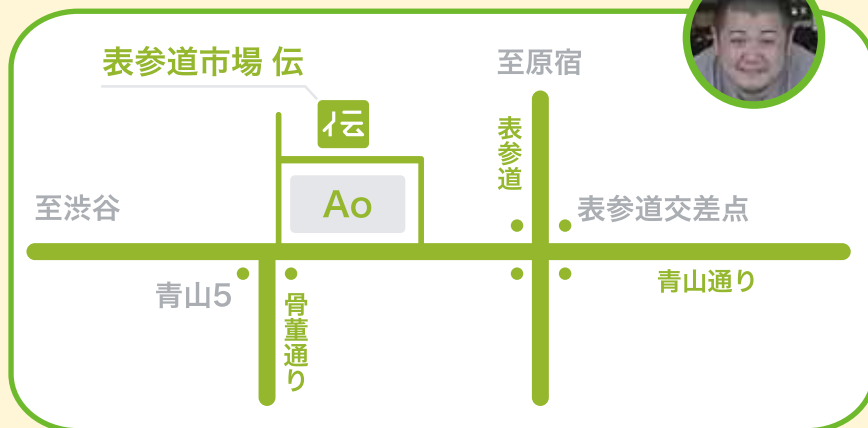 表参道市場 伝
至原宿
伝
表参道
至渋谷
Ao
表参道交差点
青山5
骨董通り
青山通り